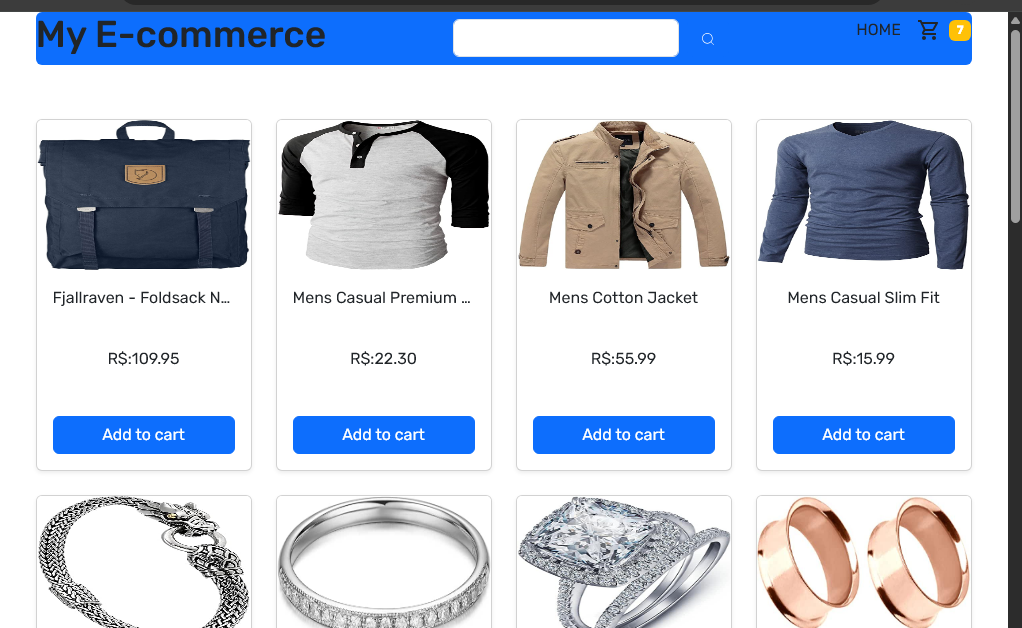 My E-commerce
HOME
7
Fjallraven - Foldsack N...
Mens Casual Premium ...
Mens Cotton Jacket
Mens Casual Slim Fit
R$:109.95
R$:22.30
R$:55.99
R$:15.99
Add to cart
Add to cart
Add to cart
Add to cart